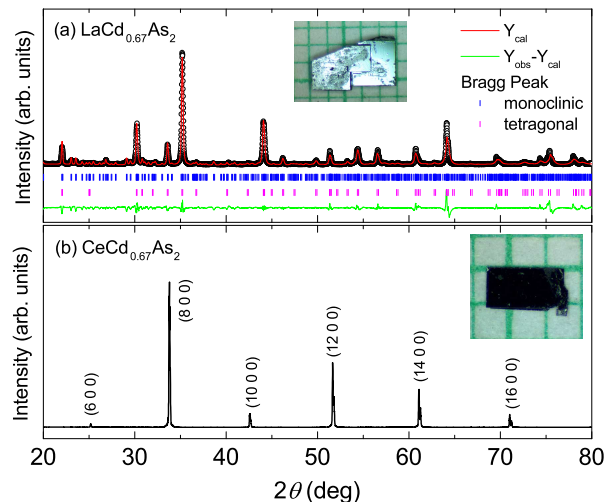 (a) LaCd0.67As2
Ycal
Yobs-Ycal
Bragg Peak
monoclinic
tetragonal
Intensity (arb. units)
(b) CeCd0.67As2
(6 0 0)
(8 0 0)
(10 0 0)
(12 0 0)
(14 0 0)
(16 0 0)
Intensity (arb. units)
20 30 40 50 60 70 80
2θ (deg)